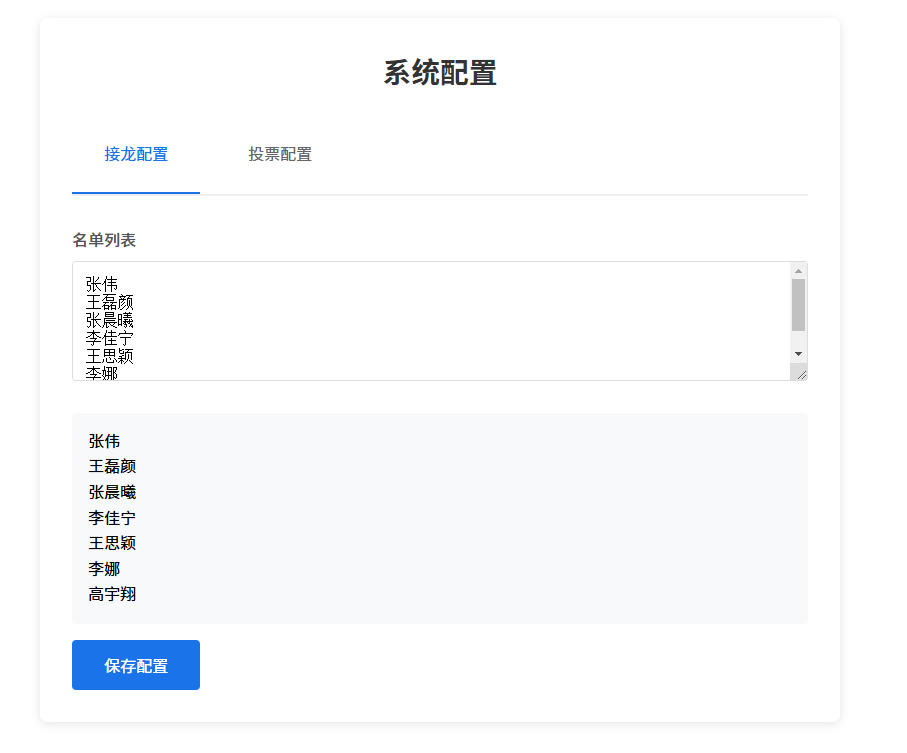 系统配置
接龙配置 投票配置
名单列表
张伟
王磊颜
张晨曦
李佳宁
王思颖
李娜
张伟
王磊颜
张晨曦
李佳宁
王思颖
李娜
高宇翔
保存配置